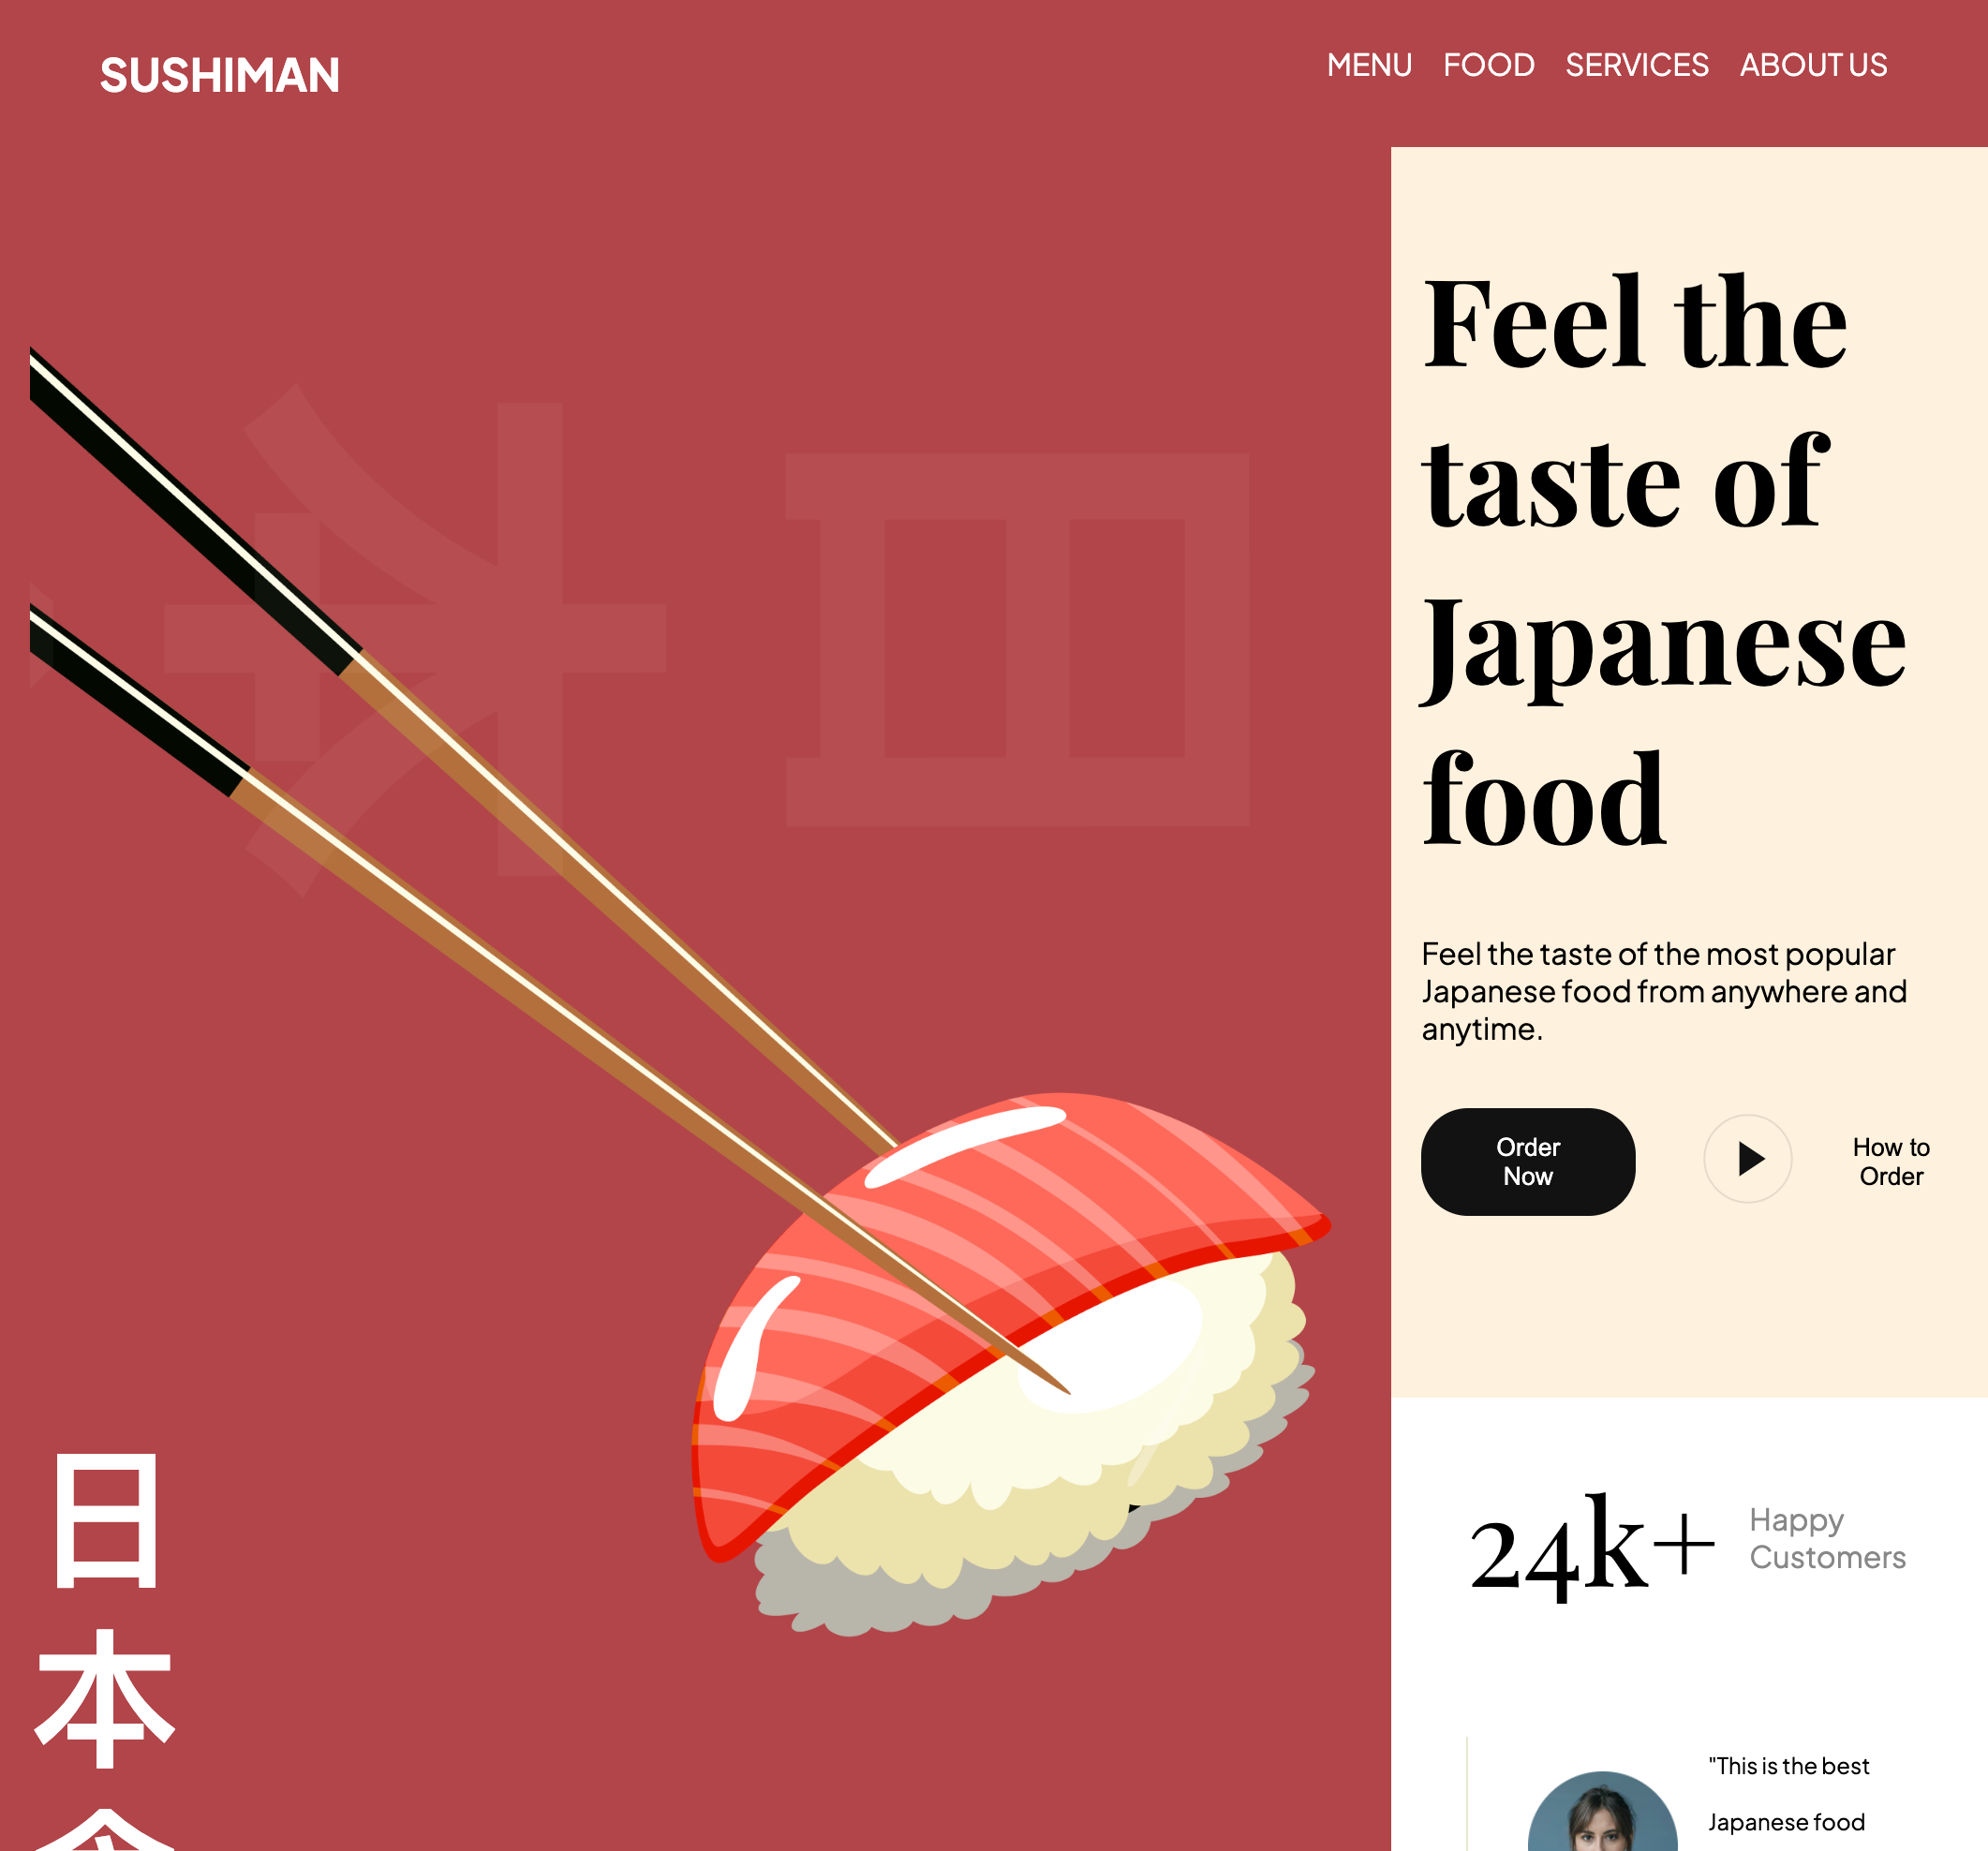 SUSHIMAN
MENU FOOD SERVICES ABOUT US
Feel the
taste of
Japanese
food
Feel the taste of the most popular
Japanese food from anywhere and
anytime.
Order
Now
How to
Order
24k+
Happy
Customers
"This is the best
Japanese food
日
本